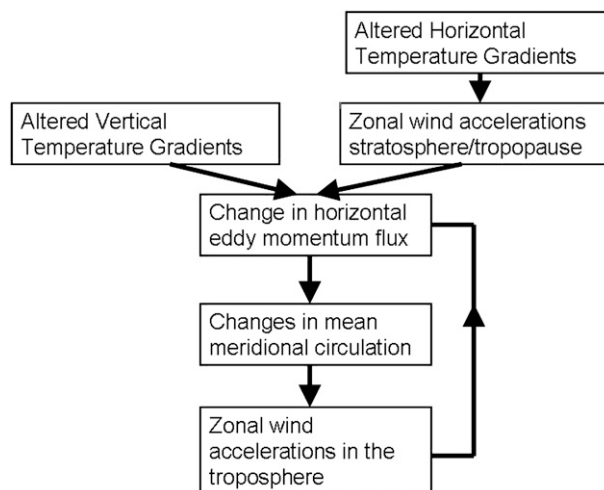 Altered Horizontal
Temperature Gradients
Altered Vertical
Temperature Gradients
Zonal wind accelerations
stratosphere/tropopause
Change in horizontal
eddy momentum flux
Changes in mean
meridional circulation
Zonal wind
accelerations in the
troposphere